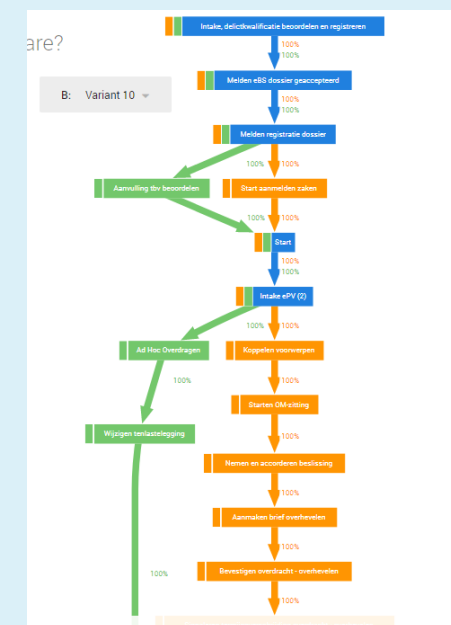 are?
B: Variant 10
Intake, delictkwalificatie beoordelen en registreren
100%
100%
Melden eBS dossier geaccepteerd
100%
100%
Melden registratie dossier
100% 100%
Aanvulling tbv beoordelen
Start aanmelden zaken
100% 100%
Start
100%
100%
Intake ePV (2)
100% 100%
Ad Hoc Overdragen
Koppelen voorwerpen
100%
100%
Starten OM-zitting
100%
Wijzigen tenlastelegging
Nemen en accorderen beslissing
100%
Aanmaken brief overhevelen
100%
Bevestigen overdracht - overhevelen
100%
100%